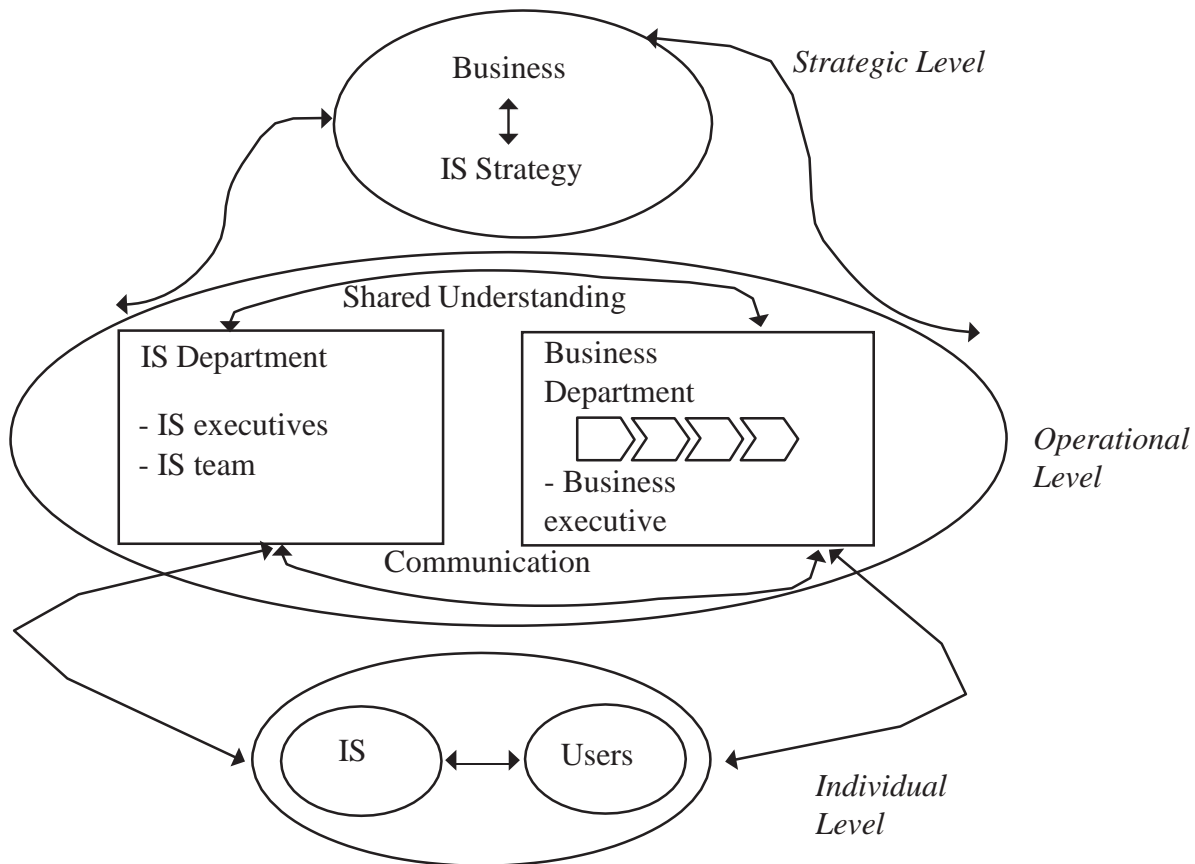 Business
Strategic Level
IS Strategy
Shared Understanding
IS Department
- IS executives
- IS team
Business
Department
- Business
executive
Operational
Level
Communication
IS
Users
Individual
Level